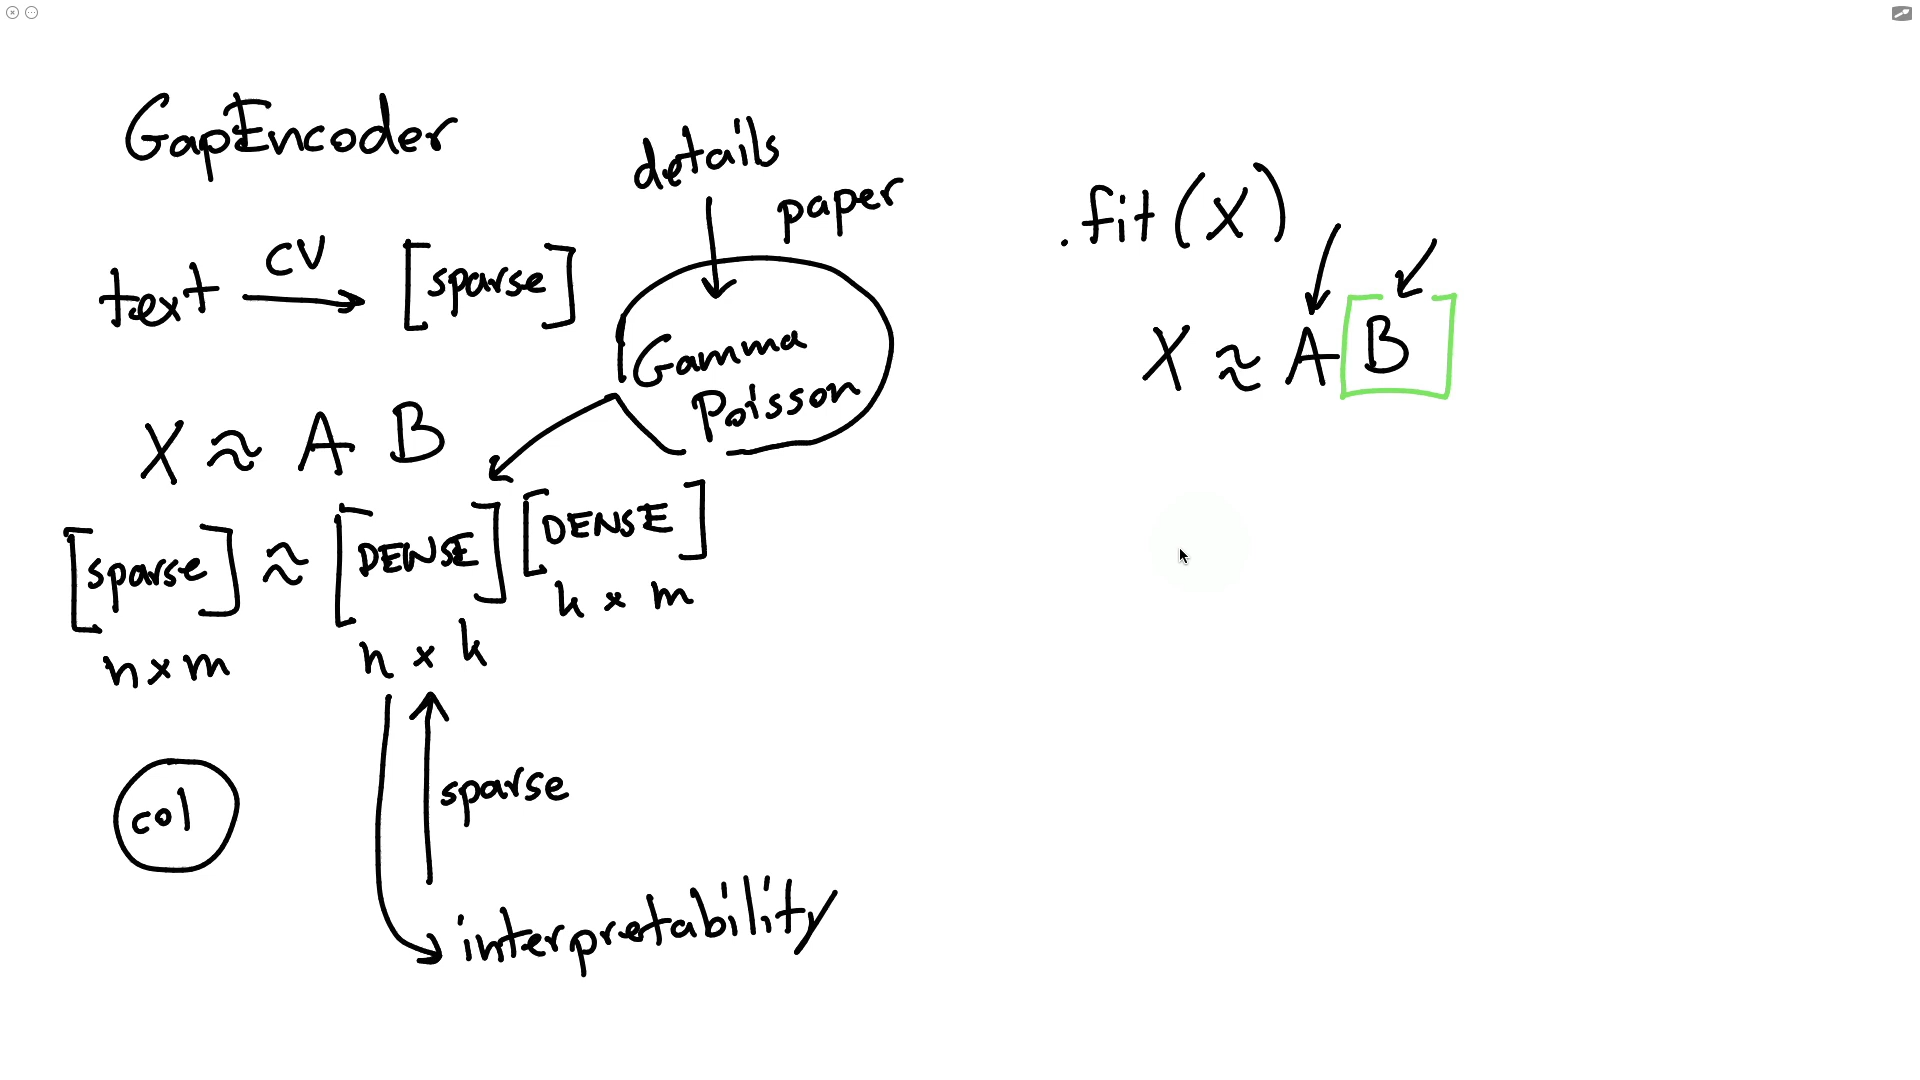 GapEncoder
details
paper
text CV [sparse]
Gamma
Poisson
X ≈ A B
[sparse] ≈ [DENSE] [DENSE]
n x m
n x k
k x m
sparse
col
interpretability
.fit(X)
X ≈ A B